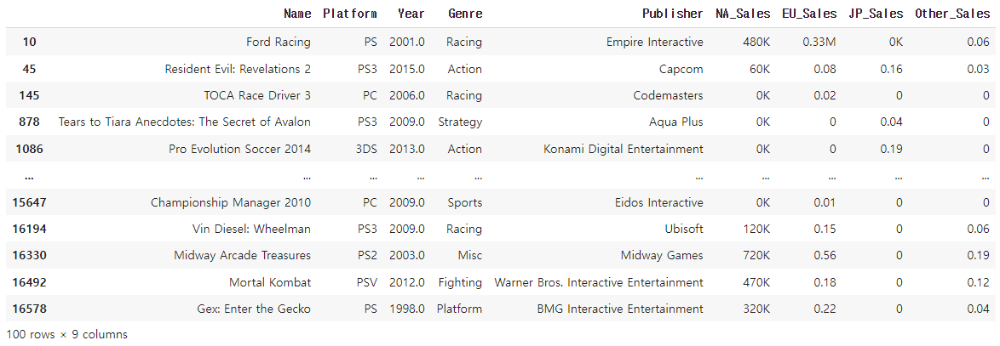 Name Platform Year Genre Publisher NA_Sales EU_Sales JP_Sales Other_Sales
10 Ford Racing PS 2001.0 Racing Empire Interactive 480K 0.33M 0K 0.06
45 Resident Evil: Revelations 2 PS3 2015.0 Action Capcom 60K 0.08 0.16 0.03
145 TOCA Race Driver 3 PC 2006.0 Racing Codemasters 0K 0.02 0 0
878 Tears to Tiara Anecdotes: The Secret of Avalon PS3 2009.0 Strategy Aqua Plus 0K 0 0.04 0
1086 Pro Evolution Soccer 2014 3DS 2013.0 Action Konami Digital Entertainment 0K 0 0.19 0
... ... ... ... ... ... ... ... ... ...
15647 Championship Manager 2010 PC 2009.0 Sports Eidos Interactive 0K 0.01 0 0
16194 Vin Diesel: Wheelman PS3 2009.0 Racing Ubisoft 120K 0.15 0 0.06
16330 Midway Arcade Treasures PS2 2003.0 Misc Midway Games 720K 0.56 0 0.19
16492 Mortal Kombat PSV 2012.0 Fighting Warner Bros. Interactive Entertainment 470K 0.18 0 0.12
16578 Gex: Enter the Gecko PS 1998.0 Platform BMG Interactive Entertainment 320K 0.22 0 0.04
100 rows × 9 columns